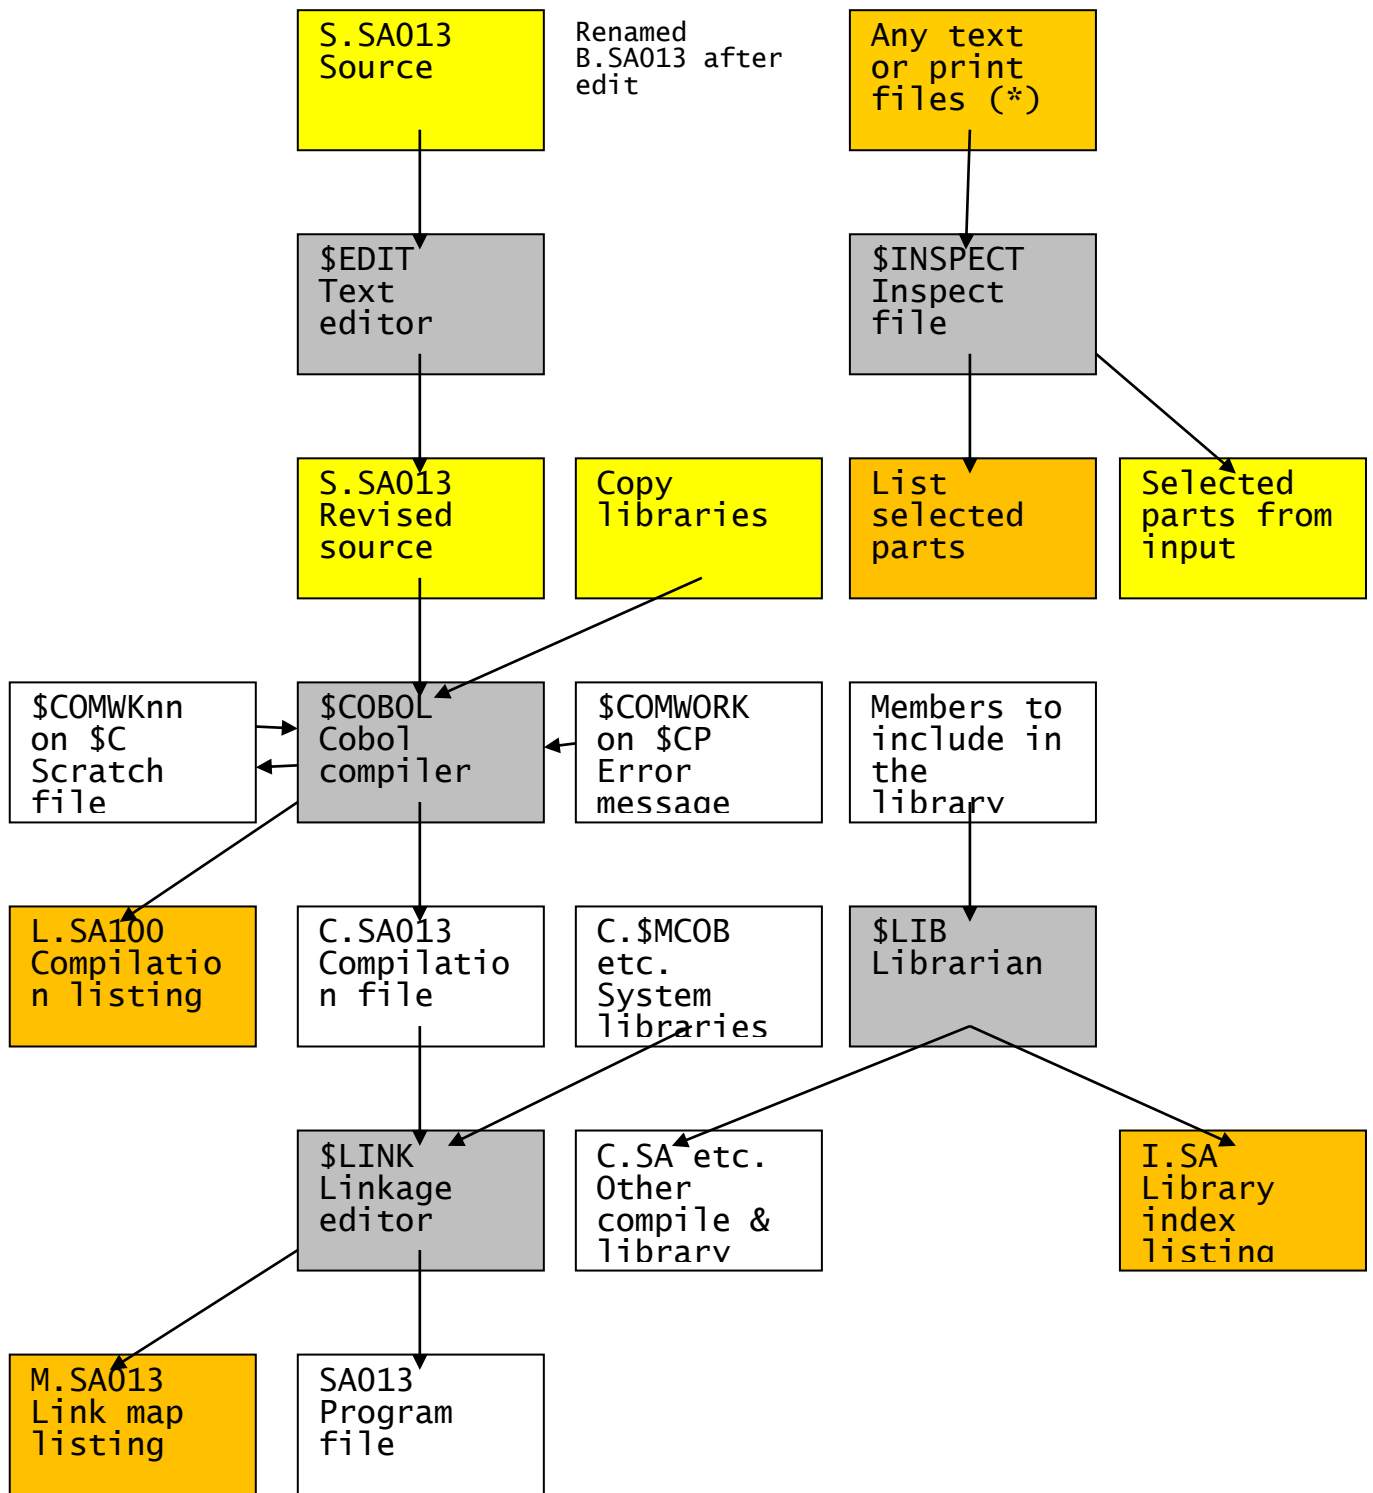 S.SA013
Source
Renamed
B.SA013 after
edit
Any text
or print
files (*)
$EDIT
Text
editor
$INSPECT
Inspect
file
S.SA013
Revised
source
Copy
libraries
List
selected
parts
Selected
parts from
input
$COMWKnn
on $C
Scratch
file
$COBOL
Cobol
compiler
$COMWORK
on $CP
Error
message
Members to
include in
the
library
L.SA100
Compilatio
n listing
C.SA013
Compilatio
n file
C.$MCOB
etc.
System
libraries
$LIB
Librarian
$LINK
Linkage
editor
C.SA etc.
Other
compile &
library
I.SA
Library
index
listing
M.SA013
Link map
listing
SA013
Program
file